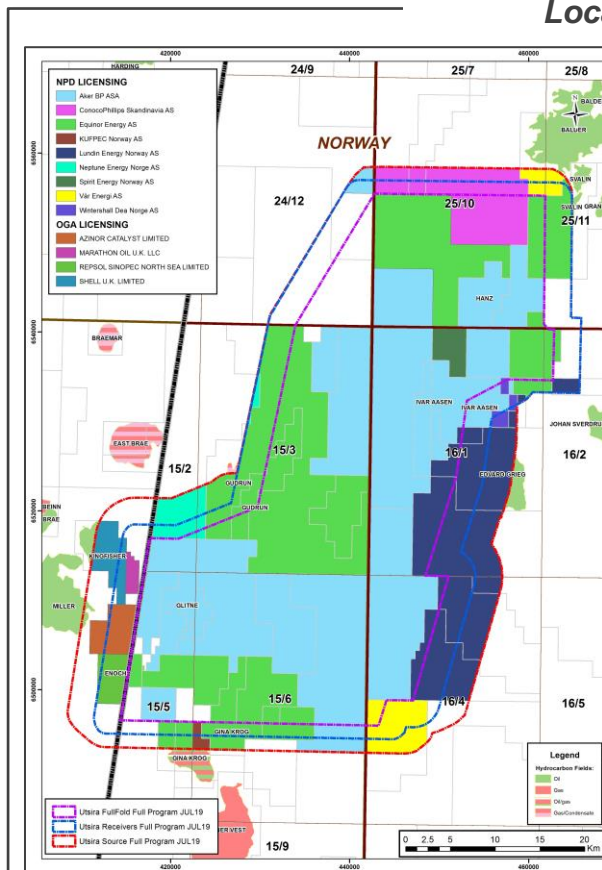 Loca
420000 440000 460000
HARDING
24/9
25/7
25/8
NPD LICENSING
Aker BP ASA
ConocoPhillips Skandinavia AS
Equinor Energy AS
KUFPEC Norway AS
Lundin Energy Norway AS
Neptune Energy Norge AS
Spirit Energy Norway AS
Vår Energi AS
Wintershall Dea Norge AS
OGA LICENSING
AZINOR CATALYST LIMITED
MARATHON OIL U.K. LLC
REPSOL SINOPEC NORTH SEA LIMITED
SHELL U.K. LIMITED
N
BALDE
BALDER
NORWAY
6560000
SVALIN
24/12
25/10
SVALIN GRAN
25/11
HANZ
6540000
BRAEMAR
IVAR AASEN
IVAR AASEN
JOHAN SVERDRU
EAST BRAE
15/2
15/3
16/1
16/2
EDVARD GRIEG
GUDRUN
GUDRUN
6520000
BEINN
BRAE
KINGFISHER
MILLER
GLITNE
ENOCH
6500000
15/5
15/6
16/4
16/5
GINA KROG
GINA KROG
Legend
Hydrocarbon Fields:
Oil
Gas
Oil/gas
Gas/Condensate
Utsira FullFold Full Program JUL19
Utsira Receivers Full Program JUL19
Utsira Source Full Program JUL19
NER VEST
15/9
0 2.5 5 10 15 20
Km
420000 440000 460000